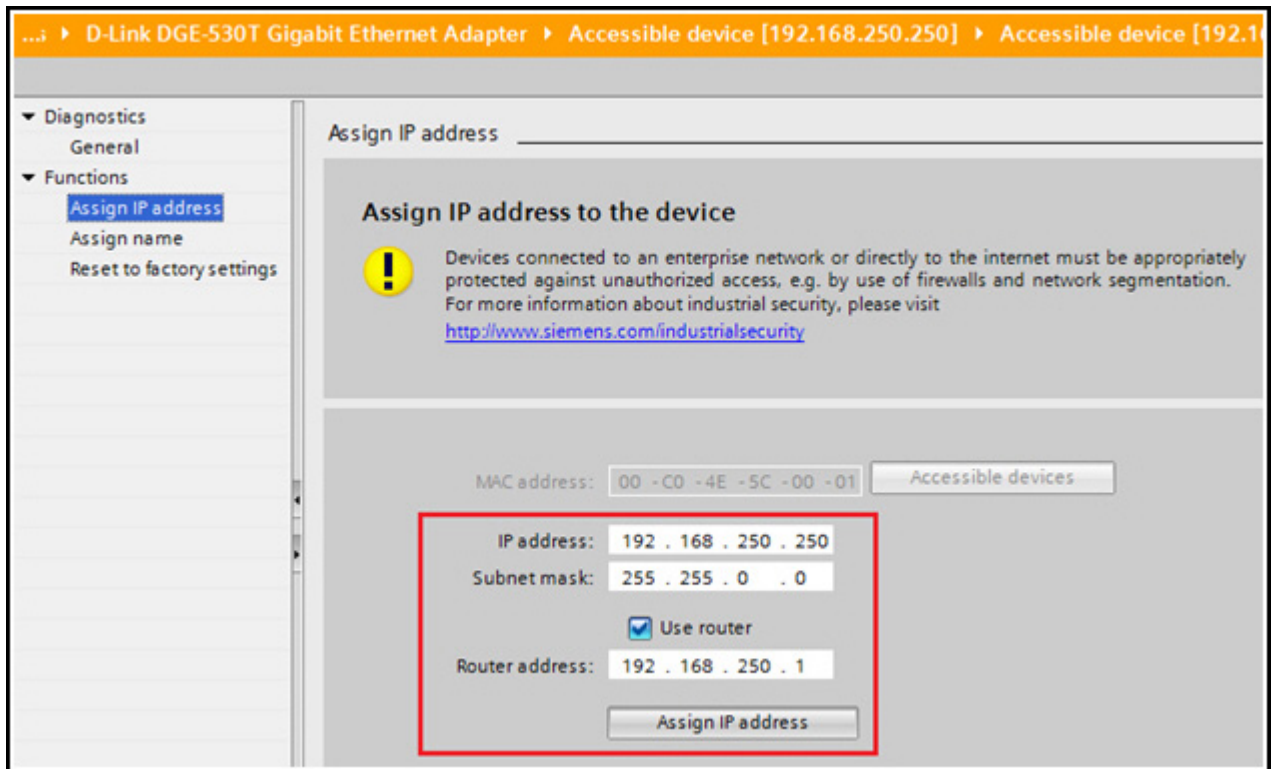 ...s ▸ D-Link DGE-530T Gigabit Ethernet Adapter ▸ Accessible device [192.168.250.250] ▸ Accessible device [192.1
Diagnostics
General
Functions
Assign IP address
Assign name
Reset to factory settings
Assign IP address
Assign IP address to the device
Devices connected to an enterprise network or directly to the internet must be appropriately
protected against unauthorized access, e.g. by use of firewalls and network segmentation.
For more information about industrial security, please visit
http://www.siemens.com/industrialsecurity
MAC address: 00 - C0 - 4E - 5C - 00 - 01 Accessible devices
IP address: 192 . 168 . 250 . 250
Subnet mask: 255 . 255 . 0 . 0
Use router
Router address: 192 . 168 . 250 . 1
Assign IP address